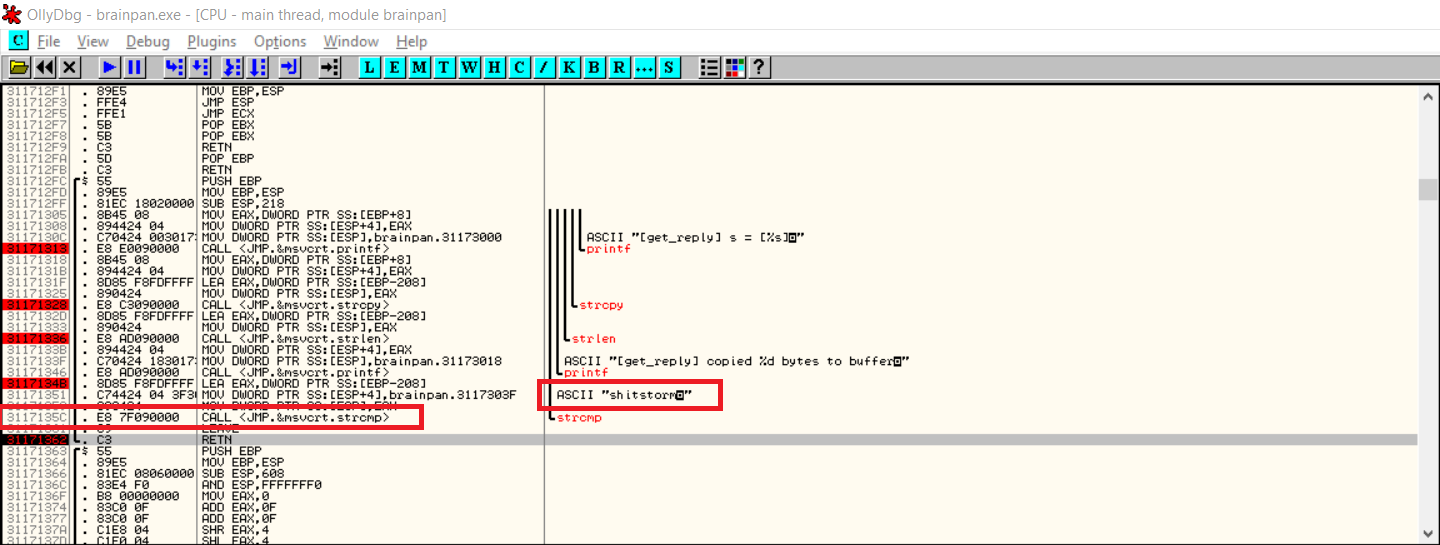 OllyDbg - brainpan.exe - [CPU - main thread, module brainpan]
C File View Debug Plugins Options Window Help
L E M T W H C / K B R ... S ?
311712F1 . 89E5 MOV EBP,ESP
311712F3 . FFE4 JMP ESP
311712F5 . FFE1 JMP ECX
311712F7 . 5B POP EBX
311712F8 . 5B POP EBX
311712F9 . C3 RETN
311712FA . 5D POP EBP
311712FB . C3 RETN
311712FC $ 55 PUSH EBP
311712FD . 89E5 MOV EBP,ESP
311712FF . 81EC 18020000 SUB ESP,218
31171305 . 8B45 08 MOV EAX,DWORD PTR SS:[EBP+8]
31171308 . 894424 04 MOV DWORD PTR SS:[ESP+4],EAX
3117130C . C70424 003017 MOV DWORD PTR SS:[ESP],brainpan.31173000 ASCII "[get_reply] s = [%s]◙"
31171313 . E8 E0090000 CALL <JMP.&msvcrt.printf> printf
31171318 . 8B45 08 MOV EAX,DWORD PTR SS:[EBP+8]
3117131B . 894424 04 MOV DWORD PTR SS:[ESP+4],EAX
3117131F . 8D85 F8FDFFFF LEA EAX,DWORD PTR SS:[EBP-208]
31171325 . 890424 MOV DWORD PTR SS:[ESP],EAX
31171328 . E8 C3090000 CALL <JMP.&msvcrt.strcpy> strcpy
3117132D . 8D85 F8FDFFFF LEA EAX,DWORD PTR SS:[EBP-208]
31171333 . 890424 MOV DWORD PTR SS:[ESP],EAX
31171336 . E8 AD090000 CALL <JMP.&msvcrt.strlen> strlen
3117133B . 894424 04 MOV DWORD PTR SS:[ESP+4],EAX
3117133F . C70424 183017 MOV DWORD PTR SS:[ESP],brainpan.31173018 ASCII "[get_reply] copied %d bytes to buffer◙"
31171346 . E8 AD090000 CALL <JMP.&msvcrt.printf> printf
3117134B . 8D85 F8FDFFFF LEA EAX,DWORD PTR SS:[EBP-208]
31171351 . C74424 04 3F3 MOV DWORD PTR SS:[ESP+4],brainpan.3117303F ASCII "shitstorm◙"
3117135C . E8 7F090000 CALL <JMP.&msvcrt.strcmp> strcmp
LEAVE
31171362 . C3 RETN
31171363 $ 55 PUSH EBP
31171364 . 89E5 MOV EBP,ESP
31171366 . 81EC 08060000 SUB ESP,608
3117136C . 83E4 F0 AND ESP,FFFFFFF0
3117136F . B8 00000000 MOV EAX,0
31171374 . 83C0 0F ADD EAX,0F
31171377 . 83C0 0F ADD EAX,0F
3117137A . C1E8 04 SHR EAX,4
3117137D . C1E0 04 SHL EAX,4